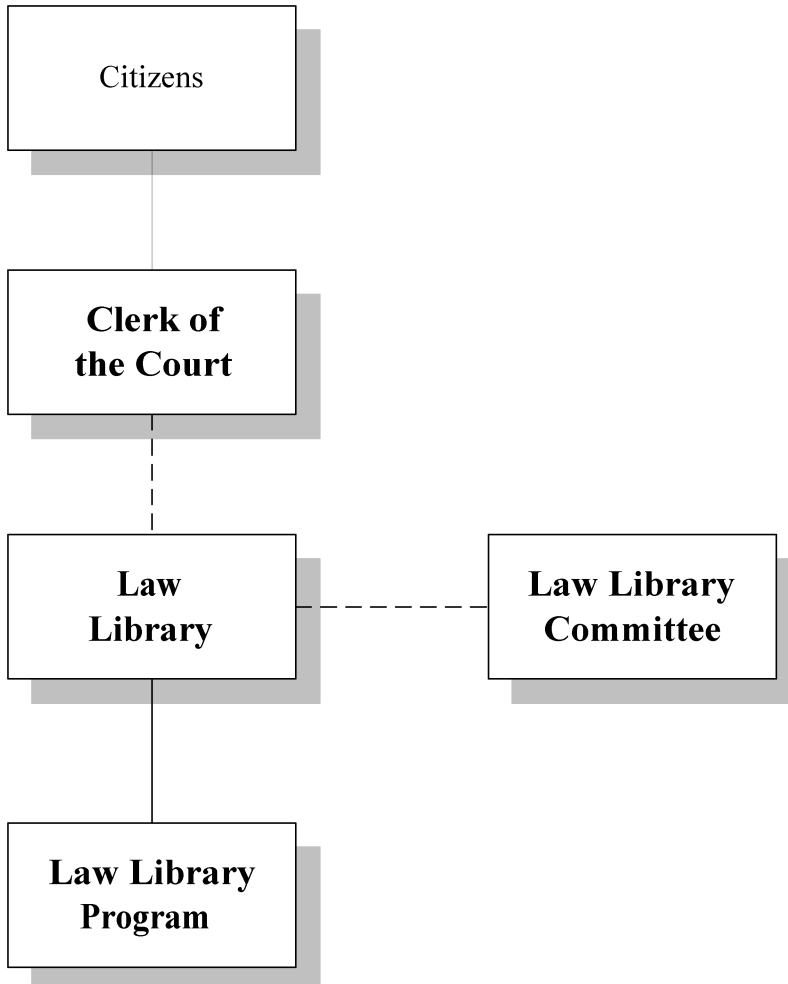 Citizens
Clerk of
the Court
Law
Library
Law Library
Committee
Law Library
Program